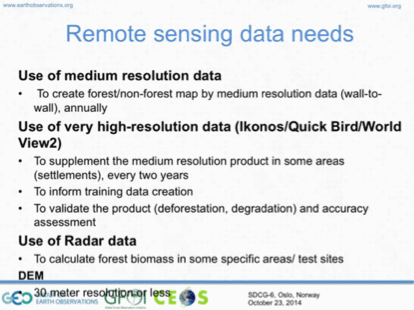 www.earthobservations.org
www.gfoi.org
Remote sensing data needs
Use of medium resolution data
• To create forest/non-forest map by medium resolution data (wall-to-
wall), annually
Use of very high-resolution data (Ikonos/Quick Bird/World
View2)
• To supplement the medium resolution product in some areas
(settlements), every two years
• To inform training data creation
• To validate the product (deforestation, degradation) and accuracy
assessment
Use of Radar data
• To calculate forest biomass in some specific areas/ test sites
DEM
• 30 meter resolution or less
GEO EARTH OBSERVATIONS GFOI CEOS
SDCG-6, Oslo, Norway
October 23, 2014